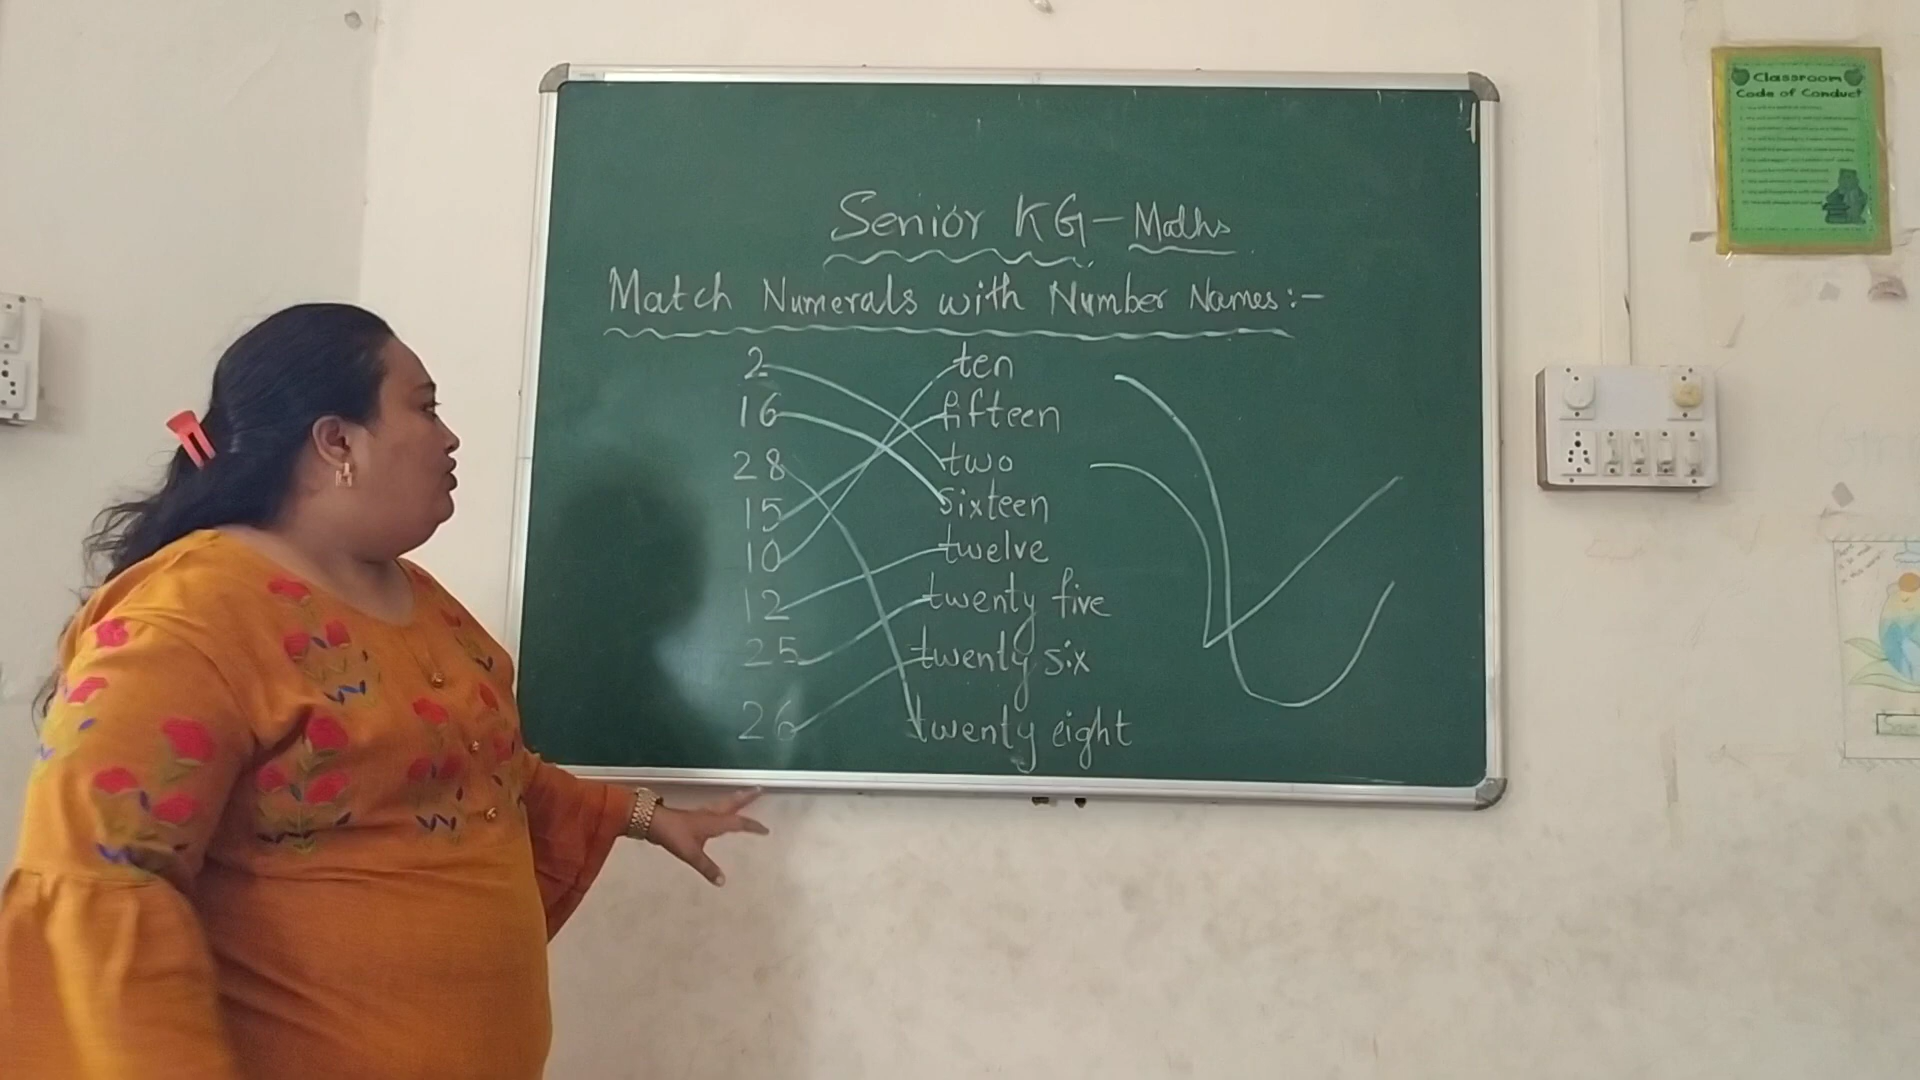 Senior KG - Maths
Match Numerals with Number Names :-
2 ten
16 fifteen
28 two
15 sixteen
10 twelve
12 twenty five
25 twenty six
26 twenty eight
Classroom
Code of Conduct